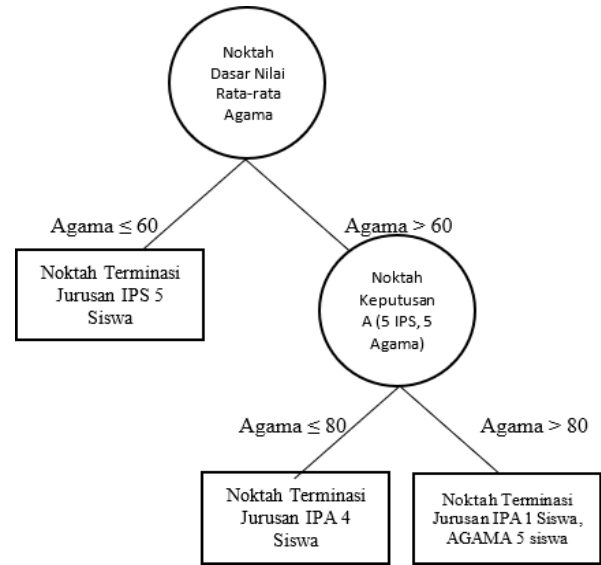 Noktah
Dasar Nilai
Rata-rata
Agama
Agama ≤ 60
Agama > 60
Noktah Terminasi
Jurusan IPS 5
Siswa
Noktah
Keputusan
A (5 IPS, 5
Agama)
Agama ≤ 80
Agama > 80
Noktah Terminasi
Jurusan IPA 4
Siswa
Noktah Terminasi
Jurusan IPA 1 Siswa,
AGAMA 5 siswa